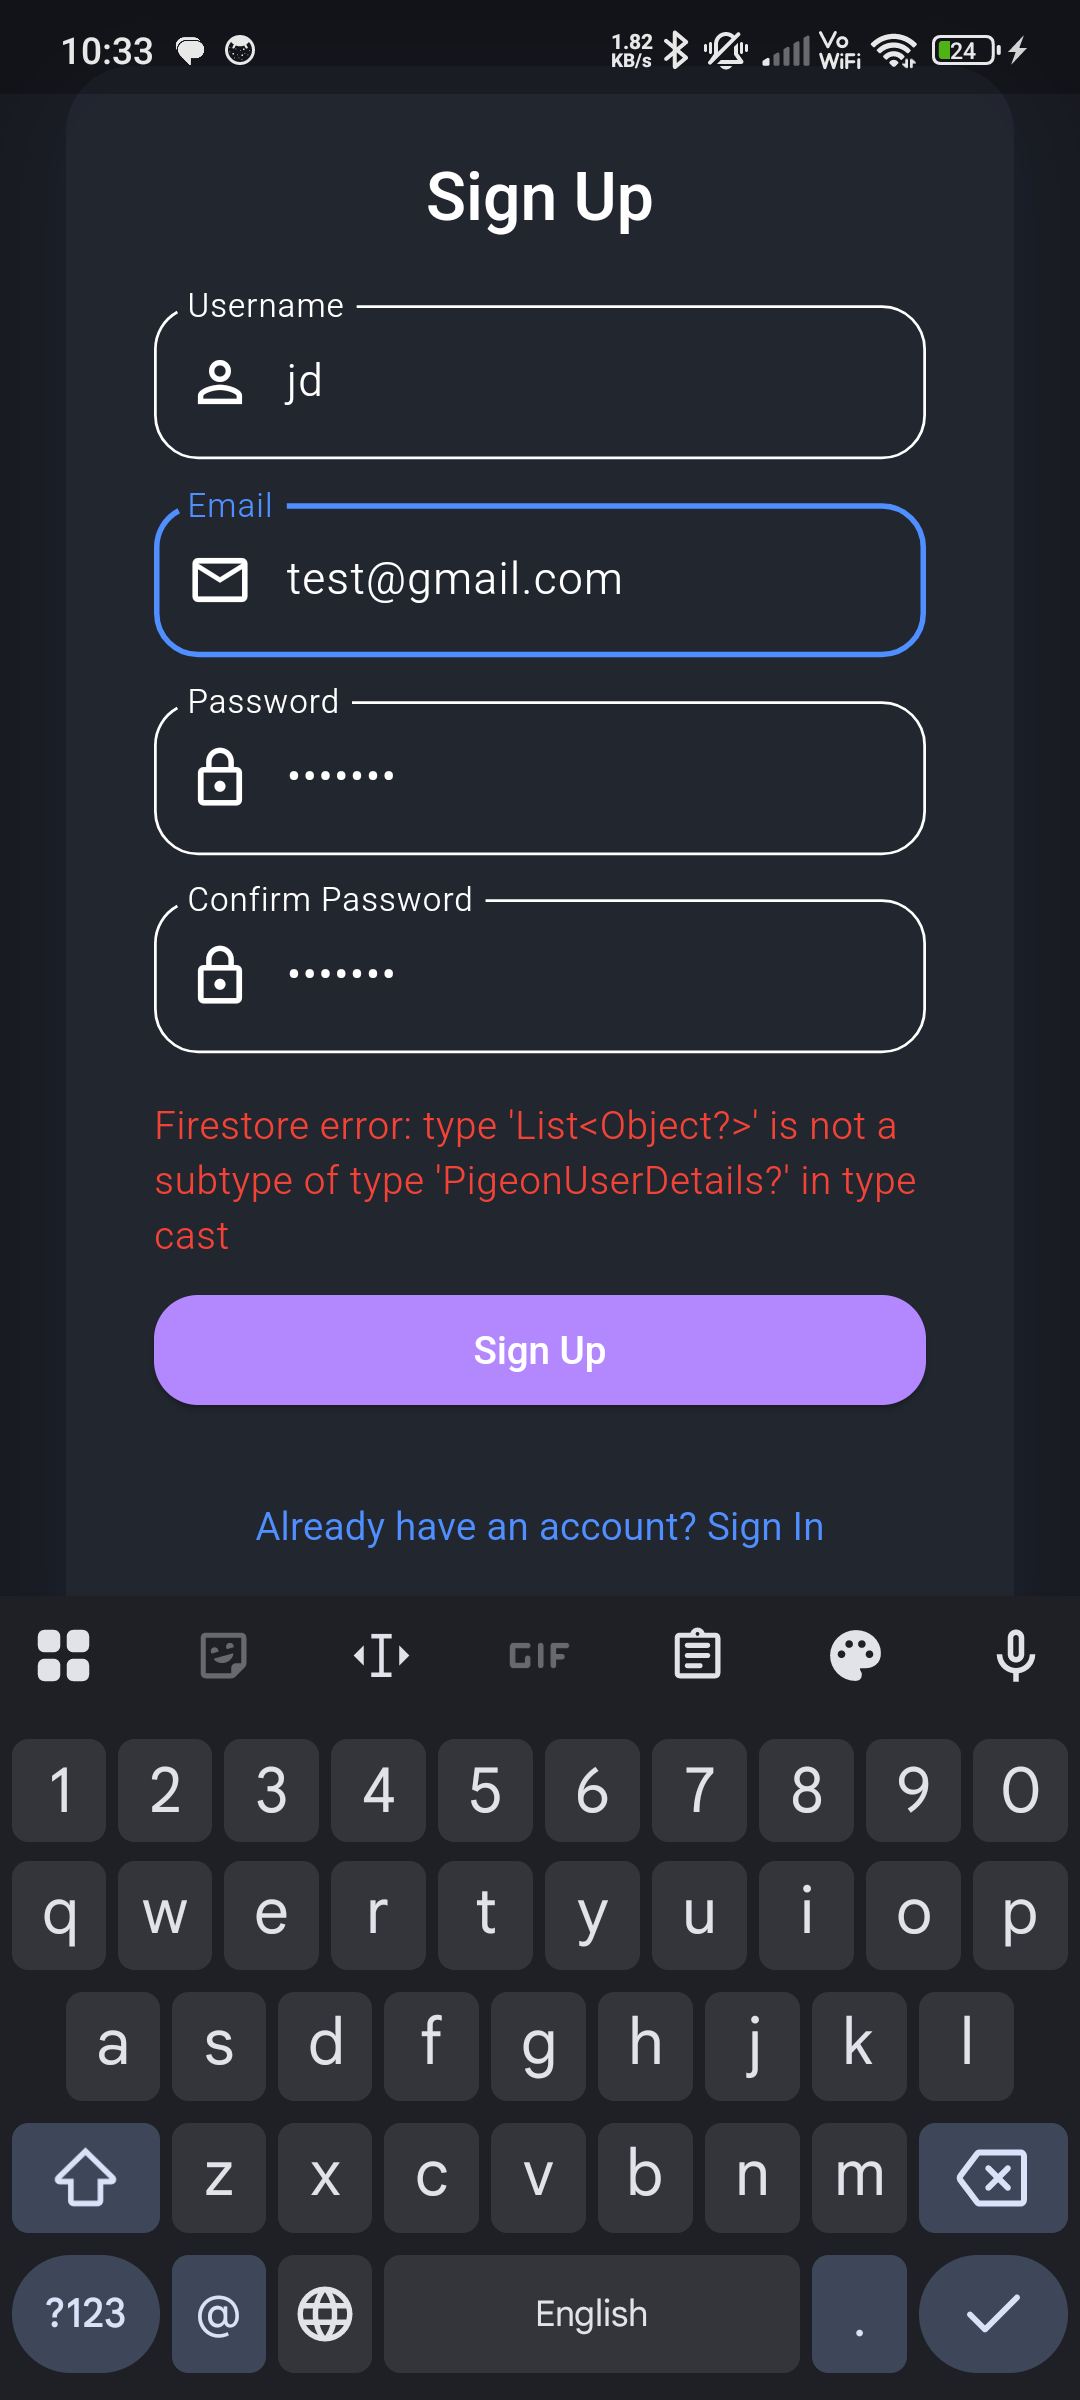 10:33 1.82 KB/s Vo WiFi 24
Sign Up
Username
jd
Email
test@gmail.com
Password
•••••••
Confirm Password
•••••••
Firestore error: type 'List<Object?>' is not a
subtype of type 'PigeonUserDetails?' in type
cast
Sign Up
Already have an account? Sign In
GIF
1 2 3 4 5 6 7 8 9 0
q w e r t y u i o p
a s d f g h j k l
z x c v b n m
?123 @ English .